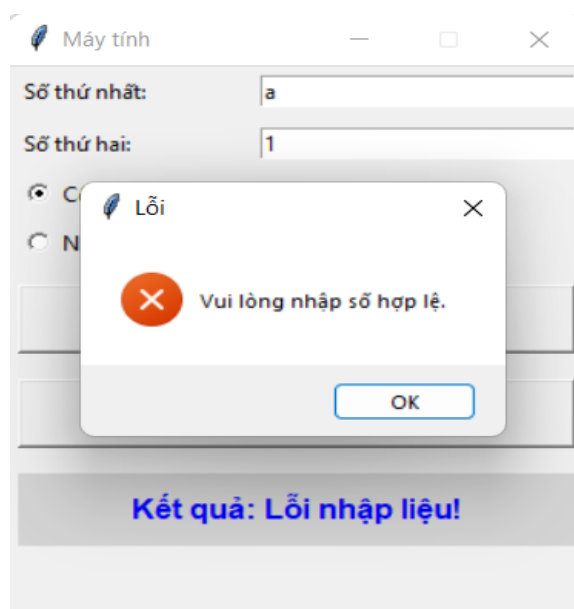 Máy tính
Số thứ nhất:
a
Số thứ hai:
1
Lỗi
Vui lòng nhập số hợp lệ.
OK
Kết quả: Lỗi nhập liệu!